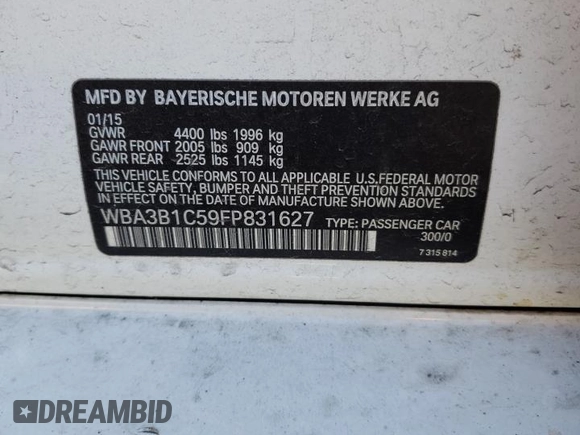 MFD BY BAYERISCHE MOTOREN WERKE AG
01/15
GVWR 4400 lbs 1996 kg
GAWR FRONT 2005 lbs 909 kg
GAWR REAR 2525 lbs 1145 kg
THIS VEHICLE CONFORMS TO ALL APPLICABLE U.S.FEDERAL MOTOR
VEHICLE SAFETY, BUMPER AND THEFT PREVENTION STANDARDS
IN EFFECT ON THE DATE OF MANUFACTURE SHOWN ABOVE.
WBA3B1C59FP831627 TYPE: PASSENGER CAR
300/0
7 315 814
DREAMBID